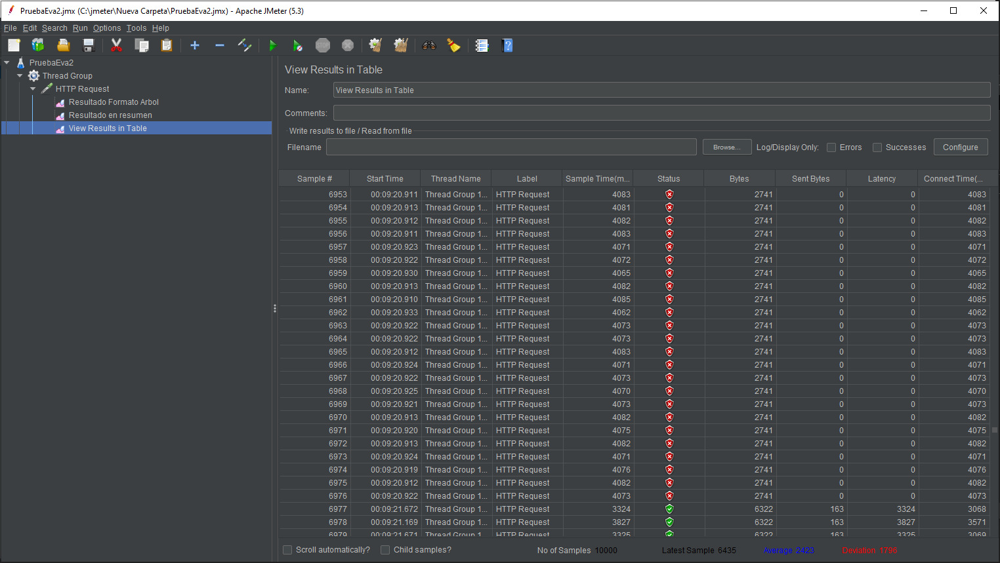 PruebaEva2.jmx (C:\jmeter\Nueva Carpeta\PruebaEva2.jmx) - Apache JMeter (5.3)
File Edit Search Run Options Tools Help
STOP
PruebaEva2
Thread Group
HTTP Request
Resultado Formato Arbol
Resultado en resumen
View Results in Table
View Results in Table
Name: View Results in Table
Comments:
Write results to file / Read from file
Filename Browse... Log/Display Only: Errors Successes Configure
Sample # Start Time Thread Name Label Sample Time(m... Status Bytes Sent Bytes Latency Connect Time(...
6953 00:09:20.911 Thread Group 1... HTTP Request 4083 2741 0 0 4083
6954 00:09:20.913 Thread Group 1... HTTP Request 4081 2741 0 0 4081
6955 00:09:20.912 Thread Group 1... HTTP Request 4082 2741 0 0 4082
6956 00:09:20.911 Thread Group 1... HTTP Request 4083 2741 0 0 4083
6957 00:09:20.923 Thread Group 1... HTTP Request 4071 2741 0 0 4071
6958 00:09:20.922 Thread Group 1... HTTP Request 4072 2741 0 0 4072
6959 00:09:20.930 Thread Group 1... HTTP Request 4065 2741 0 0 4065
6960 00:09:20.913 Thread Group 1... HTTP Request 4082 2741 0 0 4082
6961 00:09:20.910 Thread Group 1... HTTP Request 4085 2741 0 0 4085
6962 00:09:20.933 Thread Group 1... HTTP Request 4062 2741 0 0 4062
6963 00:09:20.922 Thread Group 1... HTTP Request 4073 2741 0 0 4073
6964 00:09:20.922 Thread Group 1... HTTP Request 4073 2741 0 0 4073
6965 00:09:20.912 Thread Group 1... HTTP Request 4083 2741 0 0 4083
6966 00:09:20.924 Thread Group 1... HTTP Request 4071 2741 0 0 4071
6967 00:09:20.922 Thread Group 1... HTTP Request 4073 2741 0 0 4073
6968 00:09:20.925 Thread Group 1... HTTP Request 4070 2741 0 0 4070
6969 00:09:20.921 Thread Group 1... HTTP Request 4073 2741 0 0 4073
6970 00:09:20.913 Thread Group 1... HTTP Request 4082 2741 0 0 4082
6971 00:09:20.920 Thread Group 1... HTTP Request 4075 2741 0 0 4075
6972 00:09:20.913 Thread Group 1... HTTP Request 4082 2741 0 0 4082
6973 00:09:20.924 Thread Group 1... HTTP Request 4071 2741 0 0 4071
6974 00:09:20.919 Thread Group 1... HTTP Request 4076 2741 0 0 4076
6975 00:09:20.912 Thread Group 1... HTTP Request 4082 2741 0 0 4082
6976 00:09:20.922 Thread Group 1... HTTP Request 4073 2741 0 0 4073
6977 00:09:21.672 Thread Group 1... HTTP Request 3324 6322 163 3324 3068
6978 00:09:21.169 Thread Group 1... HTTP Request 3827 6322 163 3827 3571
6979 00:09:21.671 Thread Group 1... HTTP Request 3325 6322 163 3325 3069
Scroll automatically? Child samples? No of Samples 10000 Latest Sample 6435 Average 2423 Deviation 1796